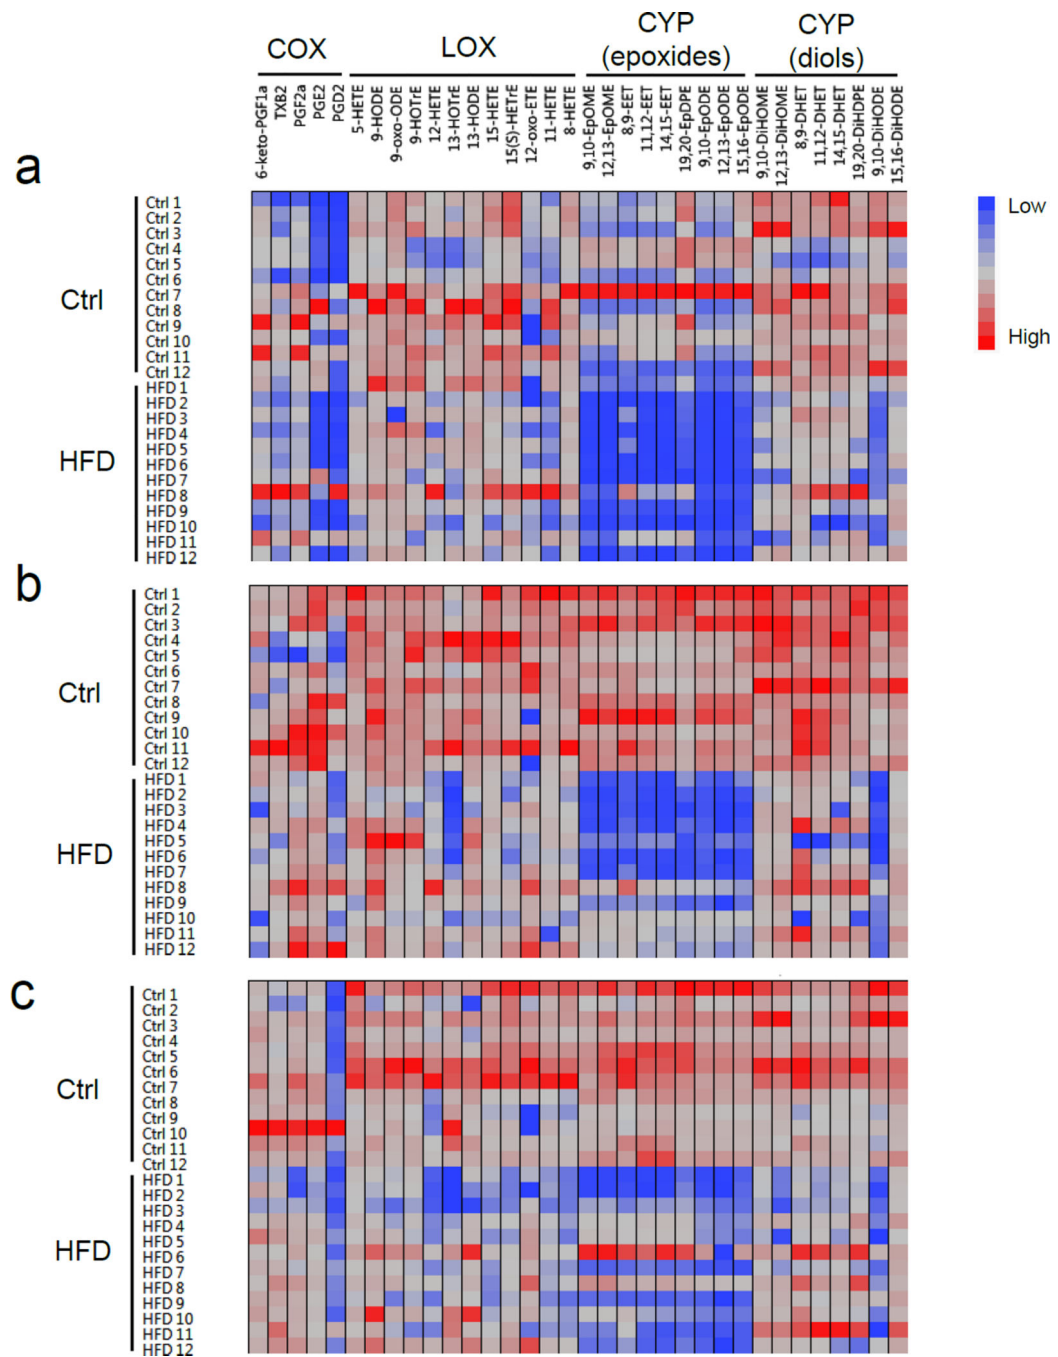 a
COX
LOX
CYP
(epoxides)
CYP
(diols)
6-keto-PGF1a
TXB2
PGF2a
PGE2
PGD2
5-HETE
9-HODE
9-oxo-ODE
9-HOTrE
12-HETE
13-HOTrE
13-HODE
15-HETE
15(S)-HETrE
12-oxo-ETE
11-HETE
8-HETE
9,10-EpOME
12,13-EpOME
8,9-EET
11,12-EET
14,15-EET
19,20-EpDPE
9,10-EpODE
12,13-EpODE
15,16-EpODE
9,10-DiHOME
12,13-DiHOME
8,9-DHET
11,12-DHET
14,15-DHET
19,20-DiHDPE
9,10-DiHODE
15,16-DiHODE
Low
High
Ctrl
Ctrl 1
Ctrl 2
Ctrl 3
Ctrl 4
Ctrl 5
Ctrl 6
Ctrl 7
Ctrl 8
Ctrl 9
Ctrl 10
Ctrl 11
Ctrl 12
HFD
HFD 1
HFD 2
HFD 3
HFD 4
HFD 5
HFD 6
HFD 7
HFD 8
HFD 9
HFD 10
HFD 11
HFD 12
b
Ctrl
Ctrl 1
Ctrl 2
Ctrl 3
Ctrl 4
Ctrl 5
Ctrl 6
Ctrl 7
Ctrl 8
Ctrl 9
Ctrl 10
Ctrl 11
Ctrl 12
HFD
HFD 1
HFD 2
HFD 3
HFD 4
HFD 5
HFD 6
HFD 7
HFD 8
HFD 9
HFD 10
HFD 11
HFD 12
c
Ctrl
Ctrl 1
Ctrl 2
Ctrl 3
Ctrl 4
Ctrl 5
Ctrl 6
Ctrl 7
Ctrl 8
Ctrl 9
Ctrl 10
Ctrl 11
Ctrl 12
HFD
HFD 1
HFD 2
HFD 3
HFD 4
HFD 5
HFD 6
HFD 7
HFD 8
HFD 9
HFD 10
HFD 11
HFD 12